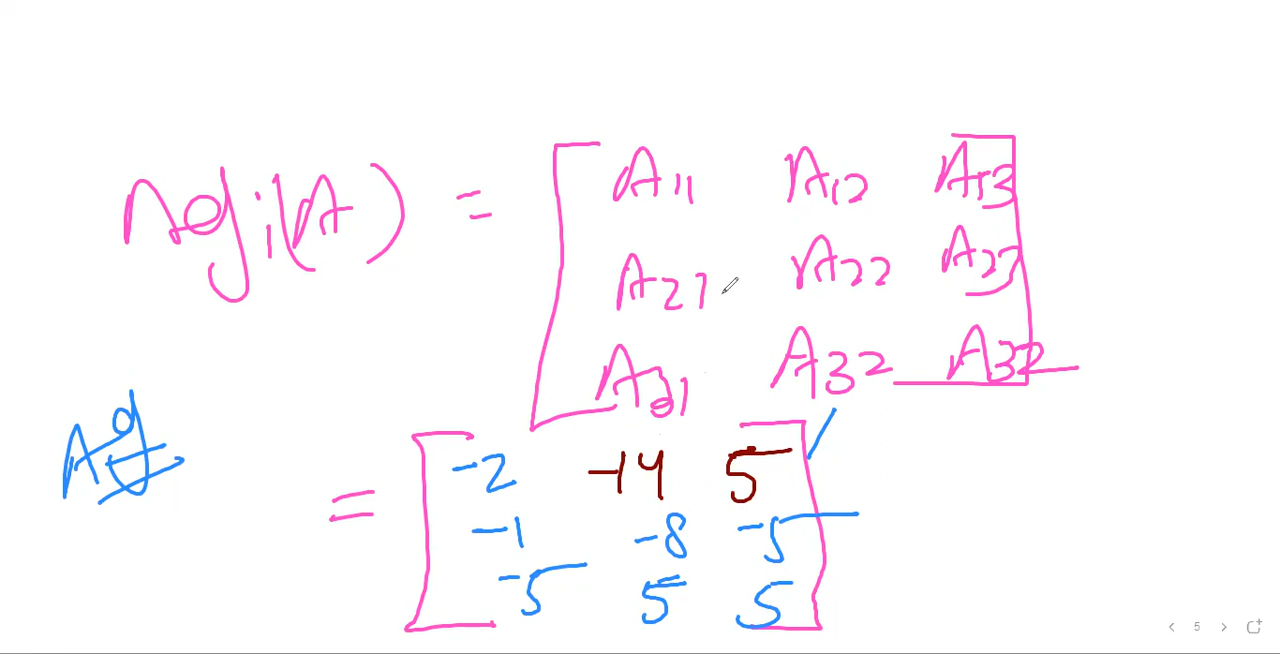 Adj(A) = [ A11 A12 A13
A21 A22 A23
A31 A32 A32 ]
Adj
= [ -2 -14 5
-1 -8 -5
-5 5 5 ]
< 5 >